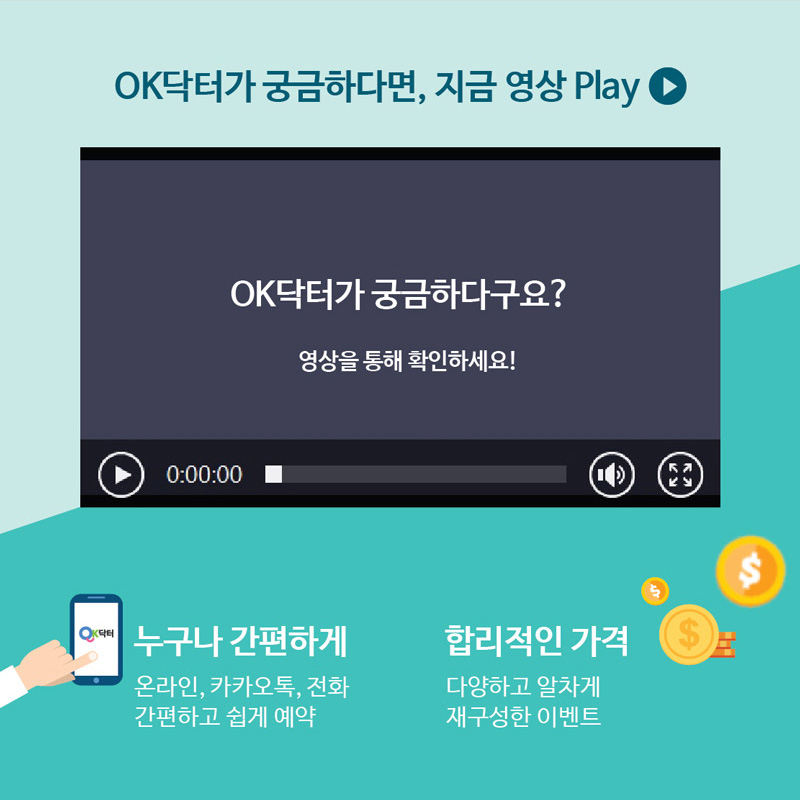 OK닥터가 궁금하다면, 지금 영상 Play
OK닥터가 궁금하다구요?
영상을 통해 확인하세요!
0:00:00
OK닥터
누구나 간편하게
온라인, 카카오톡, 전화
간편하고 쉽게 예약
합리적인 가격
다양하고 알차게
재구성한 이벤트
$
$
$